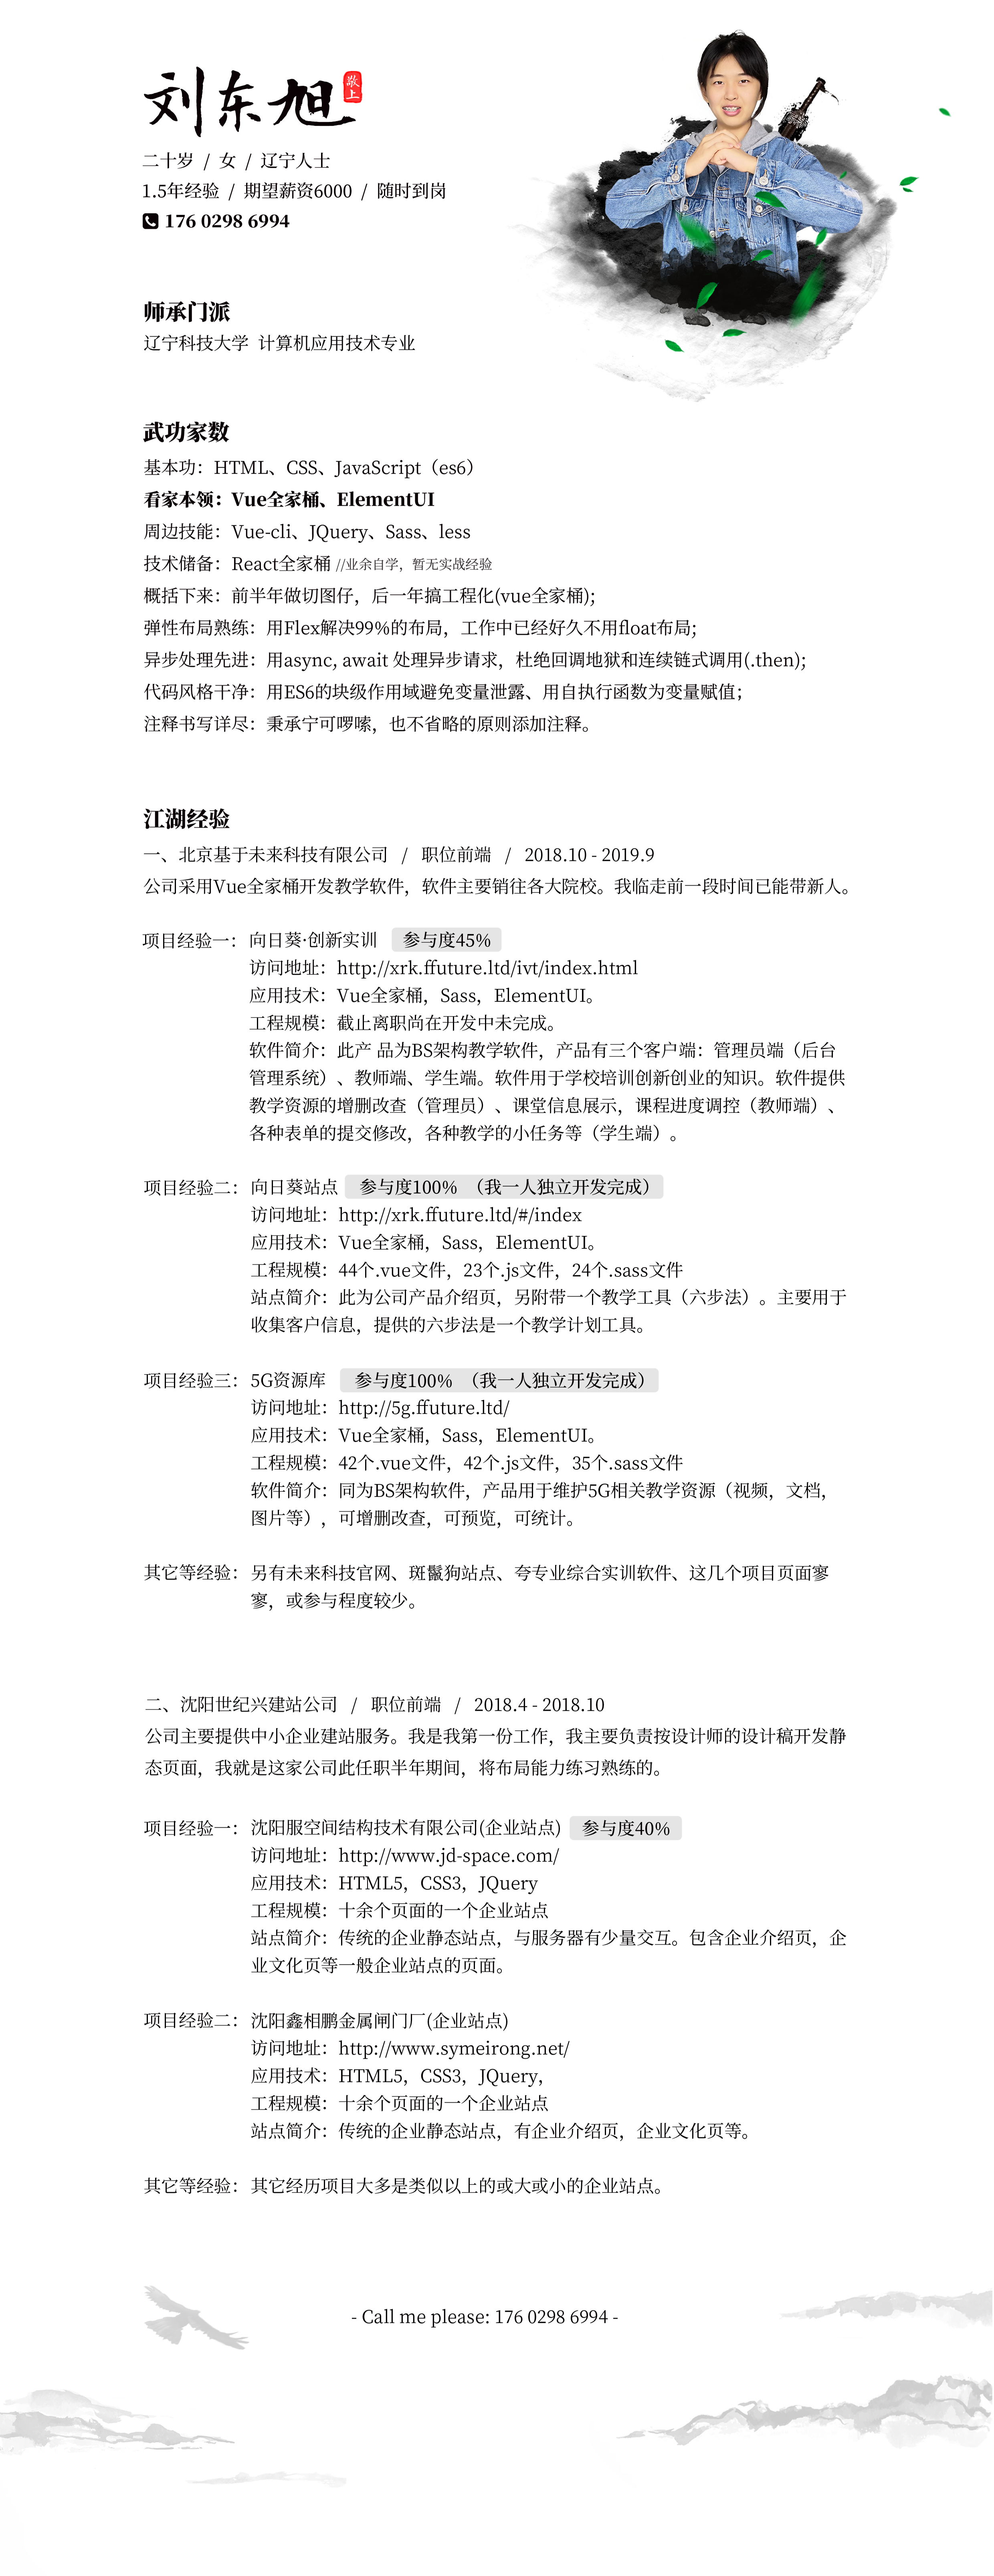 刘东旭
敬上
二十岁 / 女 / 辽宁人士
1.5年经验 / 期望薪资6000 / 随时到岗
176 0298 6994
师承门派
辽宁科技大学 计算机应用技术专业
武功家数
基本功：HTML、CSS、JavaScript（es6）
看家本领：Vue全家桶、ElementUI
周边技能：Vue-cli、JQuery、Sass、less
技术储备：React全家桶 //业余自学，暂无实战经验
概括下来：前半年做切图仔，后一年搞工程化(vue全家桶)；
弹性布局熟练：用Flex解决99%的布局，工作中已经好久不用float布局；
异步处理先进：用async, await 处理异步请求，杜绝回调地狱和连续链式调用(.then)；
代码风格干净：用ES6的块级作用域避免变量泄露、用自执行函数为变量赋值；
注释书写详尽：秉承宁可啰嗦，也不省略的原则添加注释。
江湖经验
一、北京基于未来科技有限公司 / 职位前端 / 2018.10 - 2019.9
公司采用Vue全家桶开发教学软件，软件主要销往各大院校。我临走前一段时间已能带新人。
项目经验一：向日葵·创新实训 参与度45%
访问地址：http://xrk.ffuture.ltd/ivt/index.html
应用技术：Vue全家桶，Sass，ElementUI。
工程规模：截止离职尚在开发中未完成。
软件简介：此产 品为BS架构教学软件，产品有三个客户端：管理员端（后台
管理系统）、教师端、学生端。软件用于学校培训创新创业的知识。软件提供
教学资源的增删改查（管理员）、课堂信息展示，课程进度调控（教师端）、
各种表单的提交修改，各种教学的小任务等（学生端）。
项目经验二：向日葵站点 参与度100% （我一人独立开发完成）
访问地址：http://xrk.ffuture.ltd/#/index
应用技术：Vue全家桶，Sass，ElementUI。
工程规模：44个.vue文件，23个.js文件，24个.sass文件
站点简介：此为公司产品介绍页，另附带一个教学工具（六步法）。主要用于
收集客户信息，提供的六步法是一个教学计划工具。
项目经验三：5G资源库 参与度100% （我一人独立开发完成）
访问地址：http://5g.ffuture.ltd/
应用技术：Vue全家桶，Sass，ElementUI。
工程规模：42个.vue文件，42个.js文件，35个.sass文件
软件简介：同为BS架构软件，产品用于维护5G相关教学资源（视频，文档，
图片等），可增删改查，可预览，可统计。
其它等经验：另有未来科技官网、斑鬣狗站点、夸专业综合实训软件、这几个项目页面寥
寥，或参与程度较少。
二、沈阳世纪兴建站公司 / 职位前端 / 2018.4 - 2018.10
公司主要提供中小企业建站服务。我是我第一份工作，我主要负责按设计师的设计稿开发静
态页面，我就是这家公司此任职半年期间，将布局能力练习熟练的。
项目经验一：沈阳服空间结构技术有限公司(企业站点) 参与度40%
访问地址：http://www.jd-space.com/
应用技术：HTML5，CSS3，JQuery
工程规模：十余个页面的一个企业站点
站点简介：传统的企业静态站点，与服务器有少量交互。包含企业介绍页，企
业文化页等一般企业站点的页面。
项目经验二：沈阳鑫相鹏金属闸门厂(企业站点)
访问地址：http://www.symeirong.net/
应用技术：HTML5，CSS3，JQuery,
工程规模：十余个页面的一个企业站点
站点简介：传统的企业静态站点，有企业介绍页，企业文化页等。
其它等经验：其它经历项目大多是类似以上的或大或小的企业站点。
- Call me please: 176 0298 6994 -